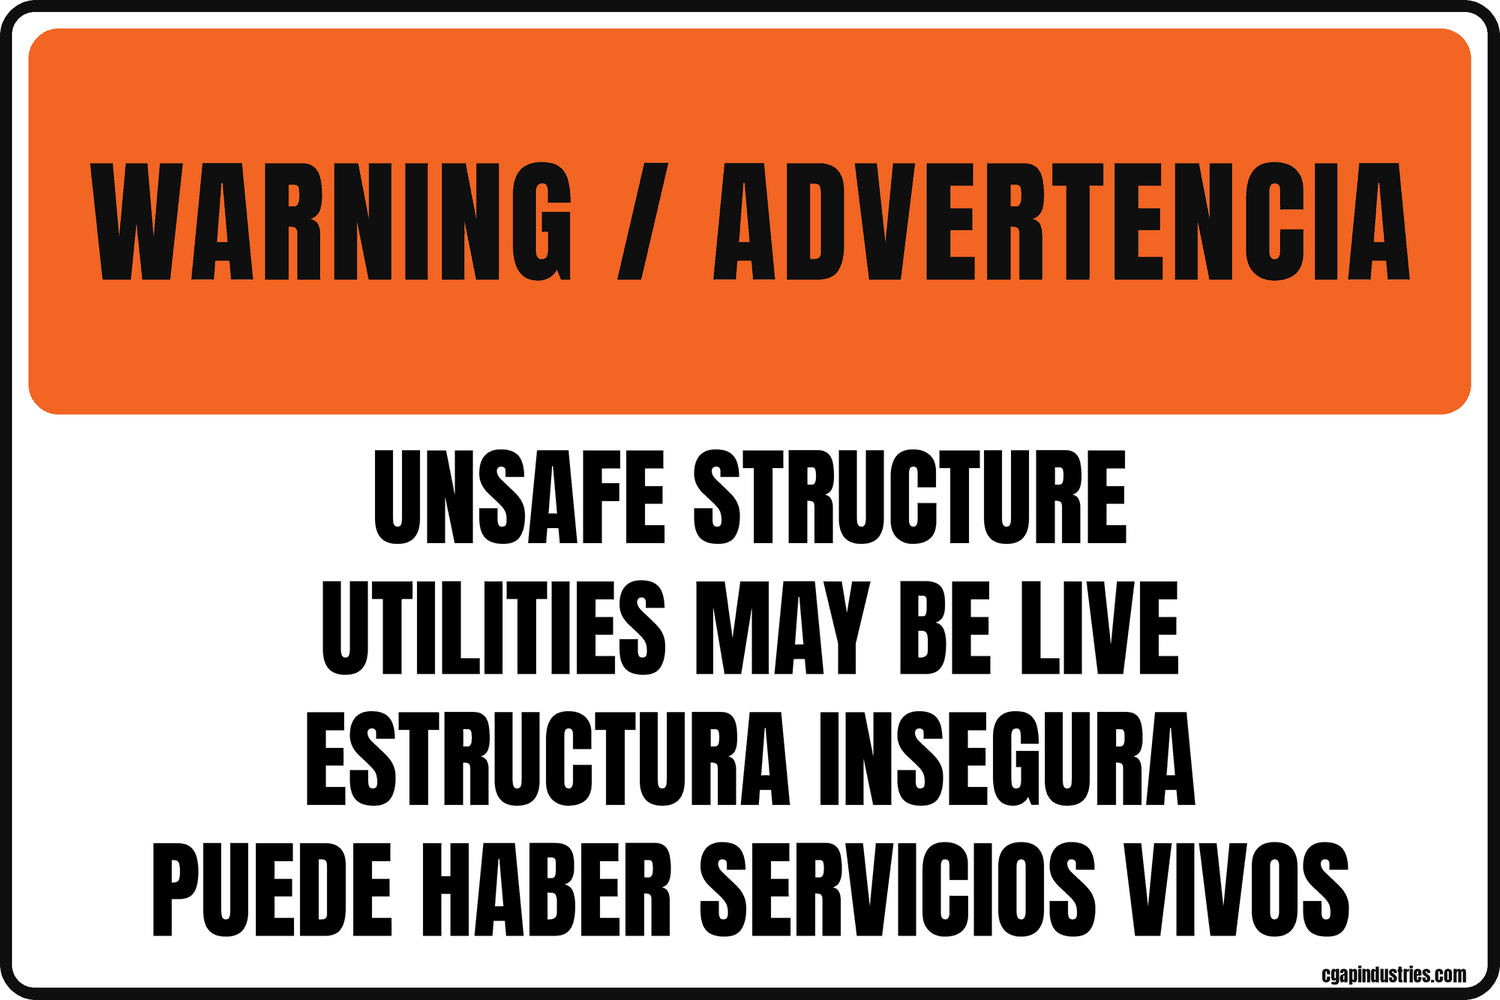 WARNING / ADVERTENCIA
UNSAFE STRUCTURE
UTILITIES MAY BE LIVE
ESTRUCTURA INSEGURA
PUEDE HABER SERVICIOS VIVOS
cgapindustries.com